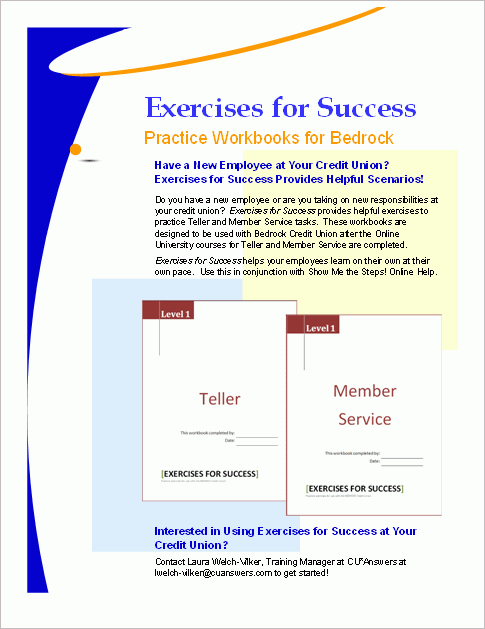 Exercises for Success
Practice Workbooks for Bedrock
Have a New Employee at Your Credit Union?
Exercises for Success Provides Helpful Scenarios!
Do you have a new employee or are you taking on new responsibilities at
your credit union? Exercises for Success provides helpful exercises to
practice Teller and Member Service tasks. These workbooks are
designed to be used with Bedrock Credit Union after the Online
University courses for Teller and Member Service are completed.
Exercises for Success helps your employees learn on their own at their
own pace. Use this in conjunction with Show Me the Steps! Online Help.
Level 1
Teller
This workbook completed by:
Date:
[EXERCISES FOR SUCCESS]
Level 1
Member
Service
This workbook completed by:
Date:
[EXERCISES FOR SUCCESS]
Interested in Using Exercises for Success at Your
Credit Union?
Contact Laura Welch-Vilker, Training Manager at CU*Answers at
lwelch-vilker@cuanswers.com to get started!